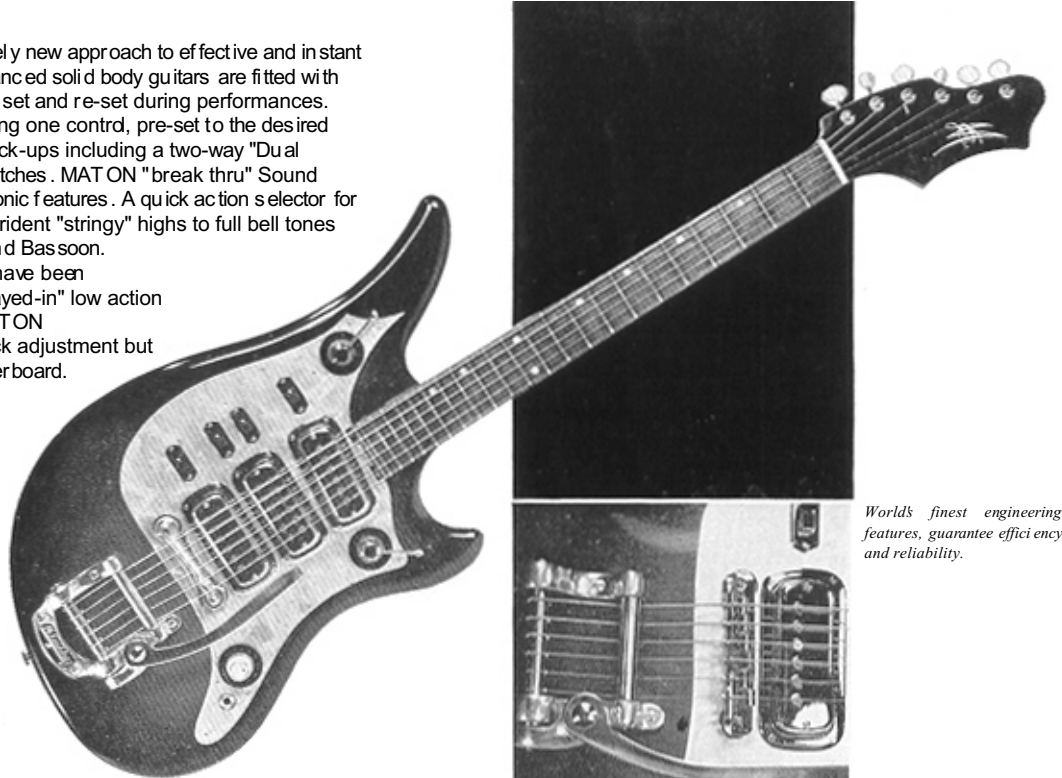 ely new approach to effective and instant
anced solid body guitars are fitted with
set and re-set during performances.
ng one control, pre-set to the desired
ck-ups including a two-way "Dual
tches. MATON "break thru" Sound
onic features. A quick action selector for
rident "stringy" highs to full bell tones
nd Bassoon.
have been
ayed-in" low action
TON
ck adjustment but
erboard.
World's finest engineering
features, guarantee efficiency
and reliability.